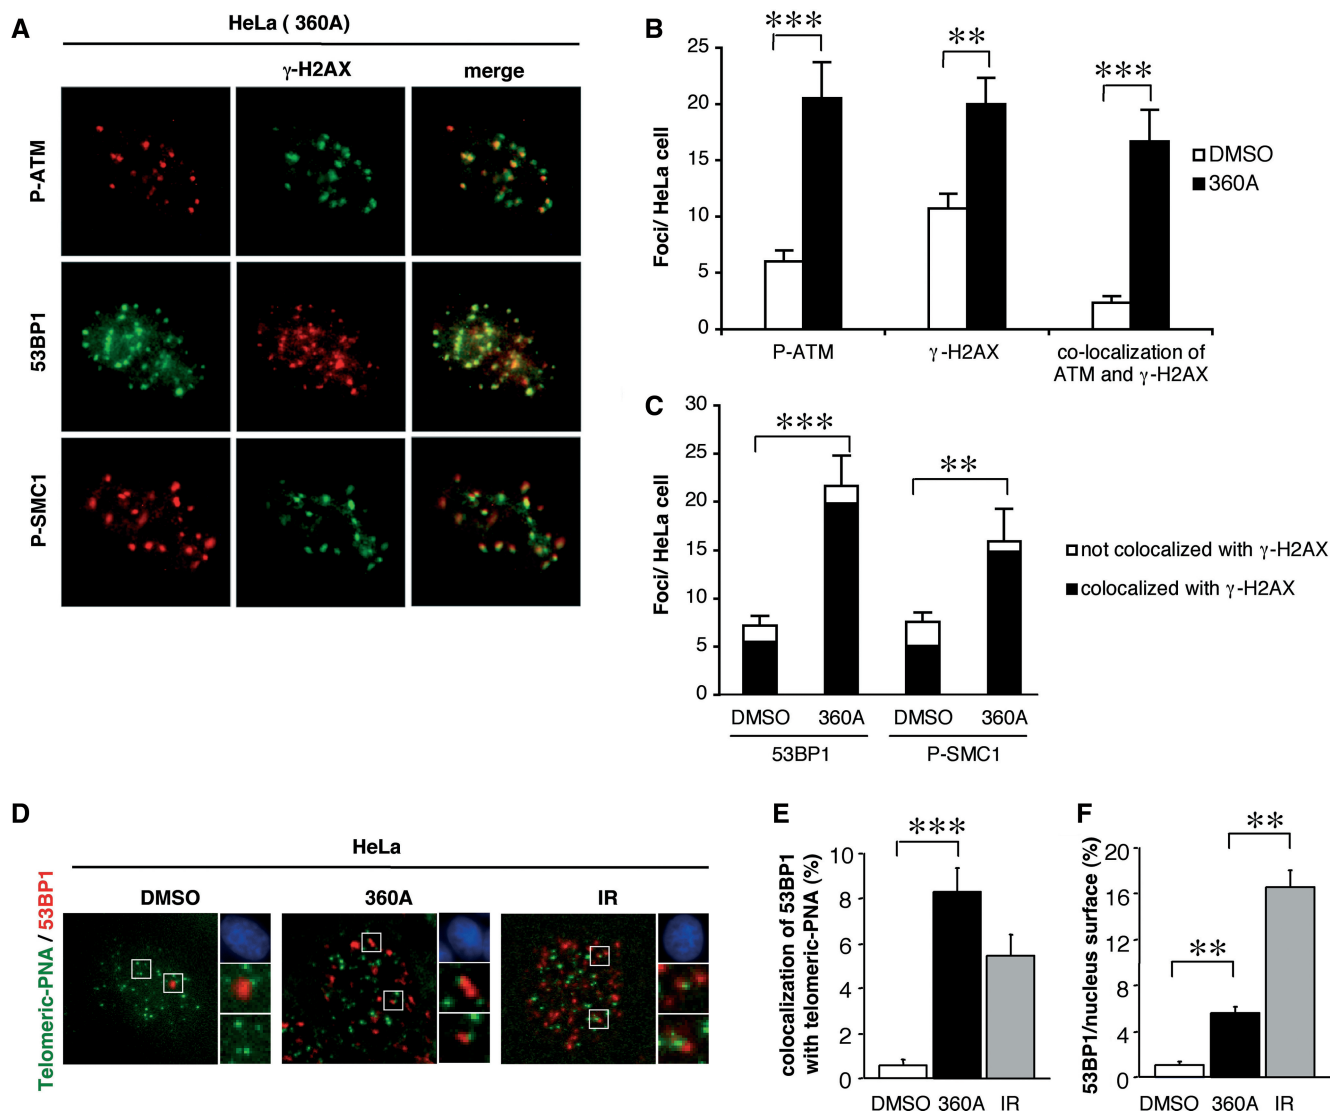 A
HeLa ( 360A)
γ-H2AX
merge
P-ATM
53BP1
P-SMC1
B
***
**
***
25
20
15
10
5
0
Foci/ HeLa cell
P-ATM
γ-H2AX
co-localization of
ATM and γ-H2AX
DMSO
360A
C
***
**
30
25
20
15
10
5
0
Foci/ HeLa cell
DMSO
360A
DMSO
360A
53BP1
P-SMC1
not colocalized with γ-H2AX
colocalized with γ-H2AX
D
HeLa
DMSO
360A
IR
Telomeric-PNA / 53BP1
E
***
colocalization of 53BP1
with telomeric-PNA (%)
10
8
6
4
2
0
DMSO
360A
IR
F
**
**
53BP1/nucleus surface (%)
20
16
12
8
4
0
DMSO
360A
IR